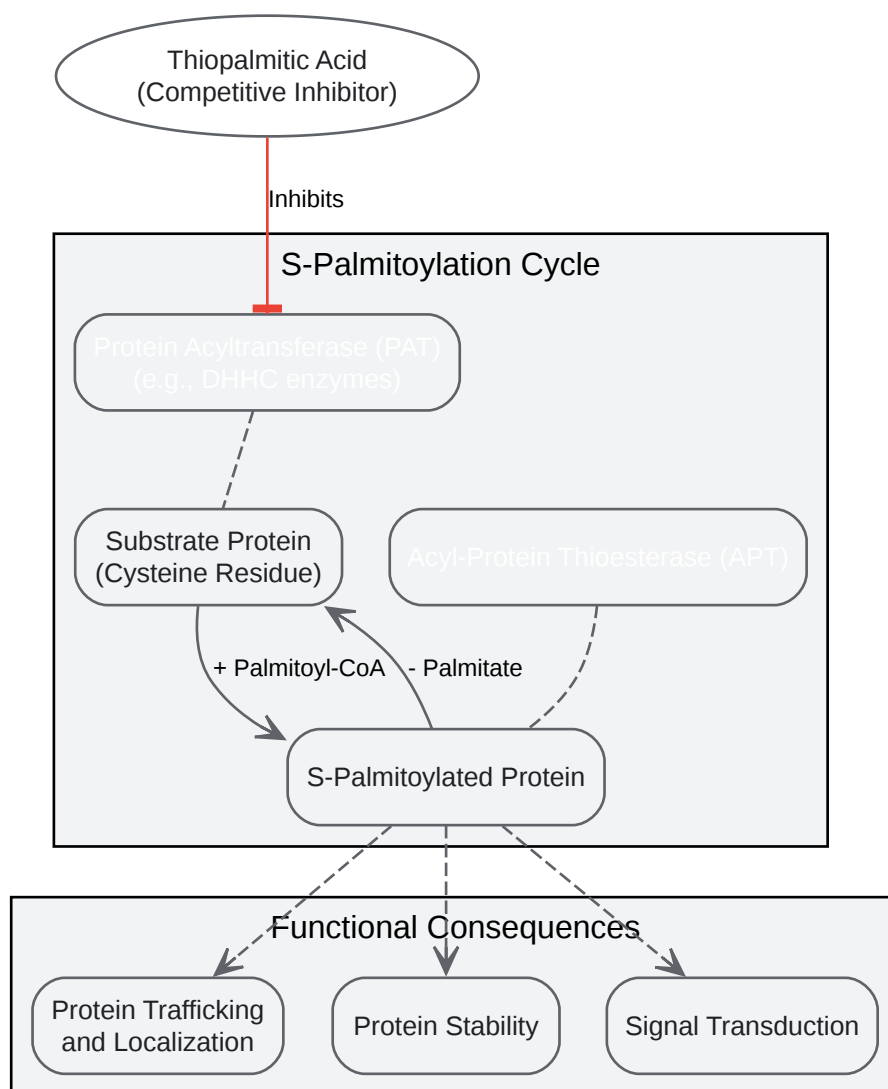 Thiopalmitic Acid
(Competitive Inhibitor)
Inhibits
S-Palmitoylation Cycle
Protein Acyltransferase (PAT)
(e.g., DHHC enzymes)
Substrate Protein
(Cysteine Residue)
Acyl-Protein Thioesterase (APT)
+ Palmitoyl-CoA
- Palmitate
S-Palmitoylated Protein
Functional Consequences
Protein Trafficking
and Localization
Protein Stability
Signal Transduction